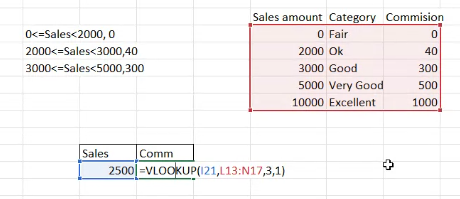 Sales amount Category Commision
0<=Sales<2000, 0 0 Fair 0
2000<=Sales<3000,40 2000 Ok 40
3000<=Sales<5000,300 3000 Good 300
5000 Very Good 500
10000 Excellent 1000
Sales Comm
2500 =VLOOKUP(I21,L13:N17,3,1)